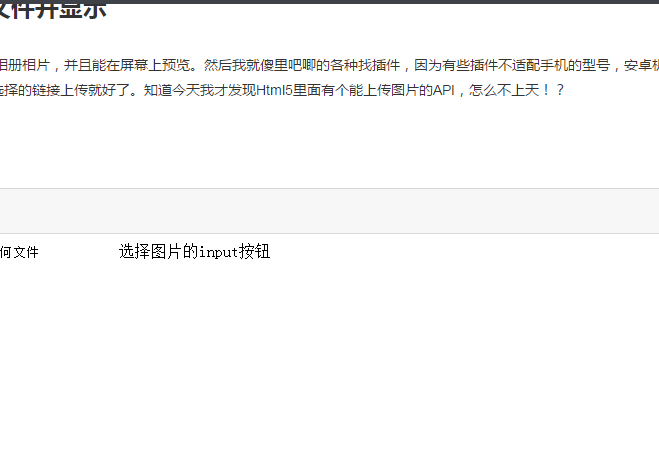 文件并显示
相册相片，并且能在屏幕上预览。然后我就傻里吧唧的各种找插件，因为有些插件不适配手机的型号，安卓机
选择的链接上传就好了。知道今天我才发现Html5里面有个能上传图片的API，怎么不上天！？
何文件 选择图片的input按钮